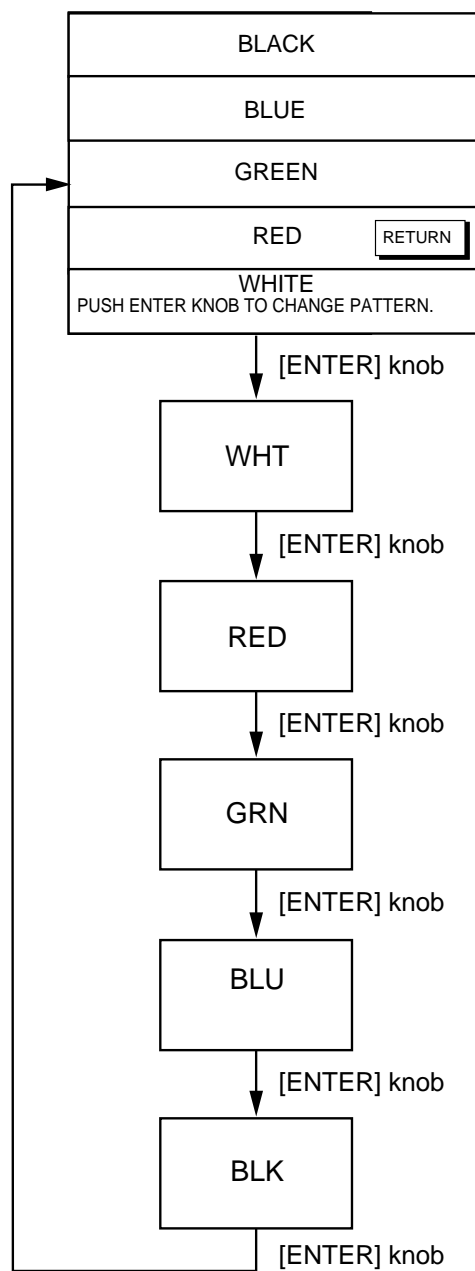 BLACK
BLUE
GREEN
RED RETURN
WHITE
PUSH ENTER KNOB TO CHANGE PATTERN.
[ENTER] knob
WHT
[ENTER] knob
RED
[ENTER] knob
GRN
[ENTER] knob
BLU
[ENTER] knob
BLK
[ENTER] knob